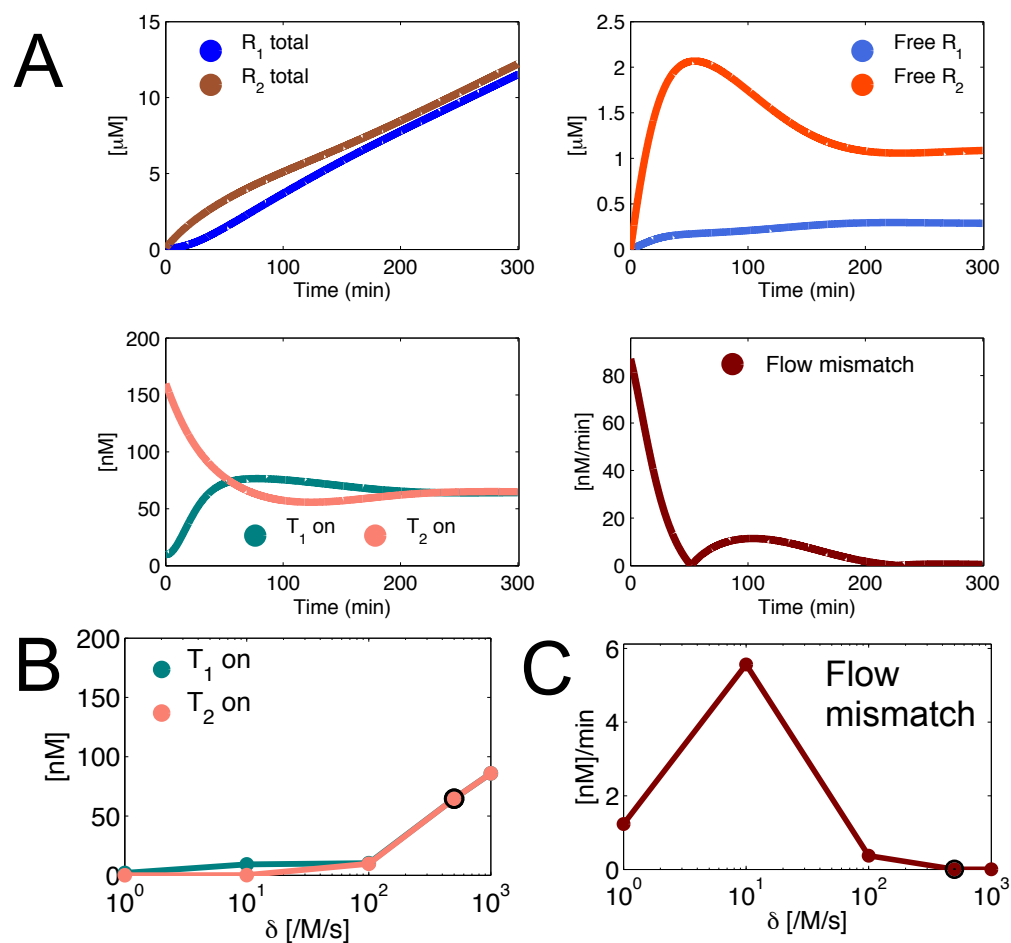 A
15
10
5
0
[μM]
R1 total
R2 total
0 100 200 300
Time (min)
2.5
2
1.5
1
0.5
0
[μM]
Free R1
Free R2
0 100 200 300
Time (min)
200
150
100
50
0
[nM]
T1 on T2 on
0 100 200 300
Time (min)
80
60
40
20
0
[nM/min]
Flow mismatch
0 100 200 300
Time (min)
B
200
150
100
50
0
[nM]
T1 on
T2 on
10^0 10^1 10^2 10^3
δ [/M/s]
C
6
4
2
0
[nM]/min
Flow
mismatch
10^0 10^1 10^2 10^3
δ [/M/s]